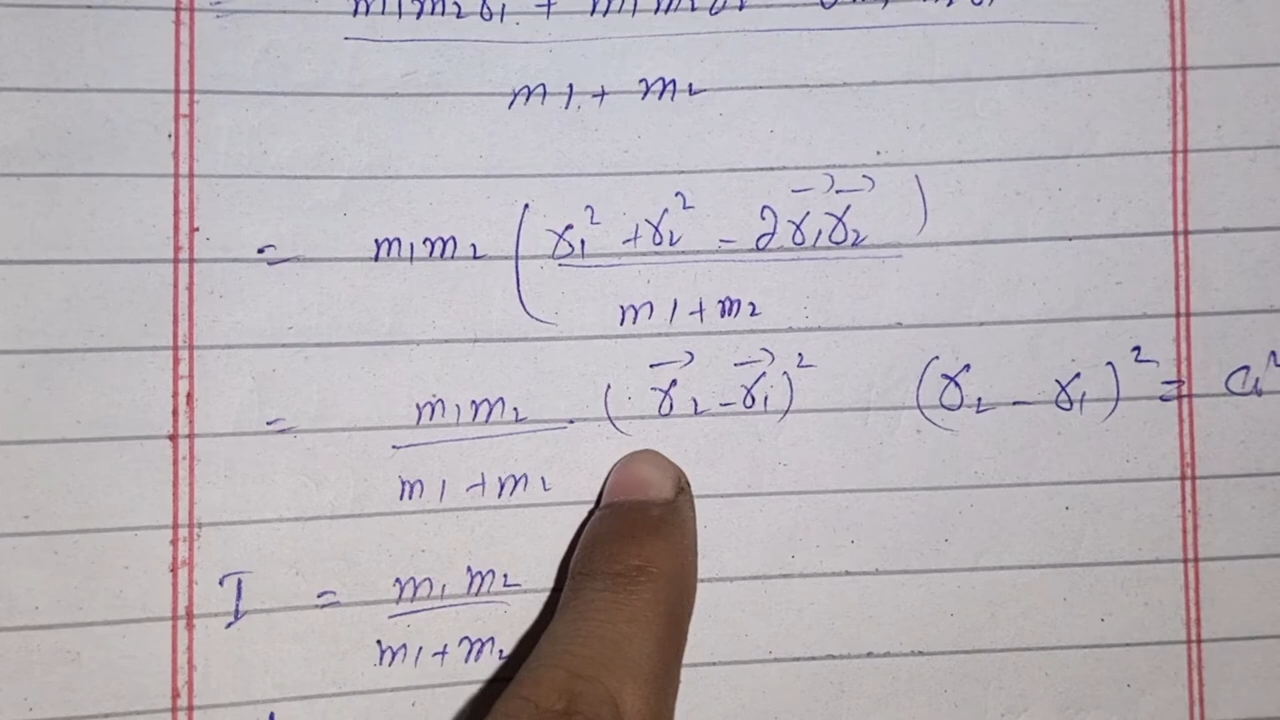 m1 + m2
= m1m2 ( r1² + r2² - 2r⃗1r⃗2 )
m1+m2
= m1m2 (r⃗2 - r⃗1)² (r2 - r1)² = a²
m1+m2
I = m1 m2
m1+m2